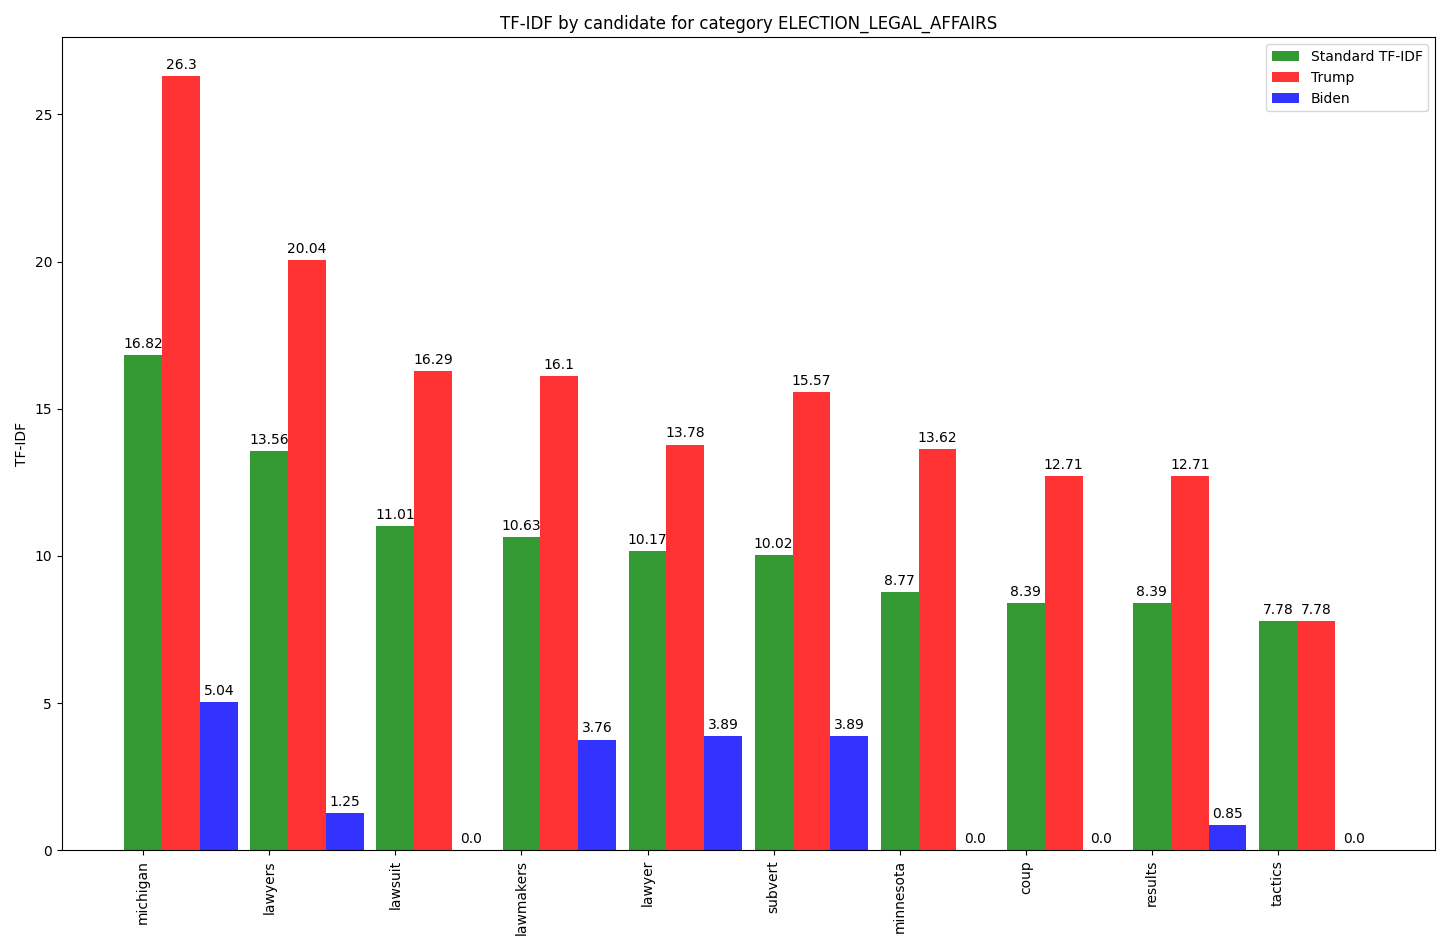 TF-IDF by candidate for category ELECTION_LEGAL_AFFAIRS
Standard TF-IDF
Trump
Biden
TF-IDF
25
20
15
10
5
0
16.82
26.3
5.04
13.56
20.04
1.25
11.01
16.29
0.0
10.63
16.1
3.76
10.17
13.78
3.89
10.02
15.57
3.89
8.77
13.62
0.0
8.39
12.71
0.0
8.39
12.71
0.85
7.78
7.78
0.0
michigan
lawyers
lawsuit
lawmakers
lawyer
subvert
minnesota
coup
results
tactics